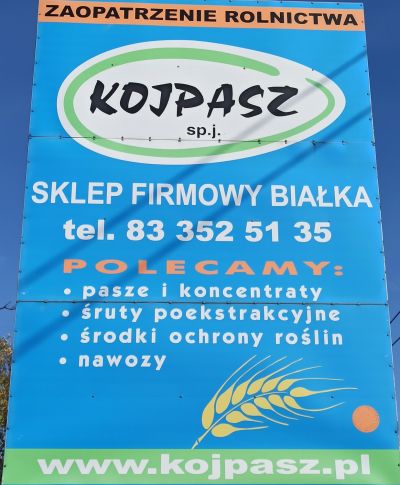 ZAOPATRZENIE ROLNICTWA
KOJPASZ
sp.j.
SKLEP FIRMOWY BIAŁKA
tel. 83 352 51 35
POLECAMY:
• pasze i koncentraty
• śruty poekstrakcyjne
• środki ochrony roślin
• nawozy
www.kojpasz.pl